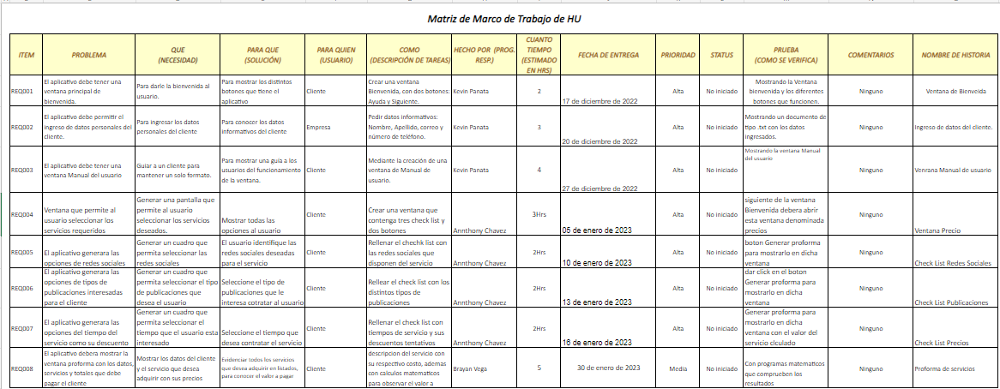 Matriz de Marco de Trabajo de HU
ITEM
PROBLEMA
QUE
(NECESIDAD)
PARA QUE
(SOLUCIÓN)
PARA QUIEN
(USUARIO)
COMO
(DESCRIPCIÓN DE TAREAS)
HECHO POR (PROG.
RESP.)
CUANTO
TIEMPO
(ESTIMADO
EN HRS)
FECHA DE ENTREGA
PRIORIDAD
STATUS
PRUEBA
(COMO SE VERIFICA)
COMENTARIOS
NOMBRE DE HISTORIA
REQ001
El aplicativo debe tener una
ventana principal de
bienvenida.
Para darle la bienvenida al
usuario.
Para mostrar los distintos
botones que tiene el
aplicativo
Cliente
Crear una ventana
Bienvenida, con dos botones:
Ayuda y Siguiente.
Kevin Panata
2
17 de diciembre de 2022
Alta
No iniciado
Mostrando la Ventana
bienvenida y los diferentes
botones que funcionen.
Ninguno
Ventana de Bienveida
REQ002
El aplicativo debe permitir el
ingreso de datos personales del
cliente.
Para ingresar los datos
personales del cliente
Para conocer los datos
informativos del cliente
Empresa
Pedir datos informativos:
Nombre, Apellido, correo y
número de teléfono.
Kevin Panata
3
20 de diciembre de 2022
Alta
No iniciado
Mostrando un documento de
tipo .txt con los datos
ingresados.
Ninguno
Ingreso de datos del cliente.
REQ003
El aplicativo debe tener una
ventana Manual del usuario
Guiar a un cliente para
mantener un solo formato.
Para mostrar una guía a los
usuarios del funcionamiento
de la ventana.
Cliente
Mediante la creación de una
ventana de Manual de
usuario.
Kevin Panata
4
27 de diciembre de 2022
Alta
No iniciado
Mostrando la ventana Manual
del usuario
Ninguno
Venrana Manual de usuario
REQ004
Ventana que permite al
usuario seleccionar los
servicios requeridos
Generar una pantalla que
permite al usuario
seleccionar los servicios
deseados.
Mostrar todas las
opciones al usuario
Cliente
Crear una ventana que
contenga tres check list y
dos botones
Annthony Chavez
3Hrs
05 de enero de 2023
Alta
No iniciado
siguiente de la ventana
Bienvenida debera abrir
esta ventana denominada
precios
Ninguno
Ventana Precio
REQ005
El aplicativo generara las
opciones de redes sociales
Generar un cuadro que
permita seleccionar las
redes sociales
El usuario identifique las
redes sociales deseadas
para el servicio
Cliente
Rellenar el chechk list con
las redes sociales que
disponen del servicio
Annthony Chavez
2Hrs
10 de enero de 2023
Alta
No iniciado
boton Generar proforma
para mostrarlo en dicha
ventana
Ninguno
Check List Redes Sociales
REQ006
El aplicativo generara las
opciones de tipos de
publicaciones interesadas
para el cliente
Generar un cuadro que
permita seleccionar el tipo
de publicaciones que
desea el usuario
Seleccione el tipo de
publicaciones que le
interesa cotratar al usuario
Cliente
Rellear el check list con los
distintos tipos de
publicaciones
Annthony Chavez
2Hrs
13 de enero de 2023
Alta
No iniciado
dar click en el boton
Generar proforma para
mostrarlo en dicha
ventana
Ninguno
Check List Publicaciones
REQ007
El aplicativo generara las
opciones del tiempo del
servicio como su descuento
Generar un cuadro que
permita seleccionar el
tiempo que el usuario esta
interesado
Seleccione el tiempo que
desea contratar el servicio
Cliente
Rellenar el check list con
tiempos de servicio y sus
descuentos tentativos
Annthony Chavez
2Hrs
16 de enero de 2023
Alta
No iniciado
Generar proforma para
mostrarlo en dicha
ventana con el valor del
servicio clculado
Ninguno
Check List Precios
REQ008
El aplicativo debera mostrar la
ventana proforma con los datos,
servicios y totales que debe
pagar el cliente
Mostrar los datos del cliente
y el servicio que desea
adquirir con sus precios
Evidenciar todos los servicios
que desea adquirir en listados,
para conocer el valor a pagar
Cliente
descripcion del servicio con
su respectivo costo, ademas
con calculos matematicos
para observar el valor a
Brayan Vega
5
30 de enero de 2023
Media
No iniciado
Con programas matematicos
que comprueben los
resultados
Ninguno
Proforma de servicios